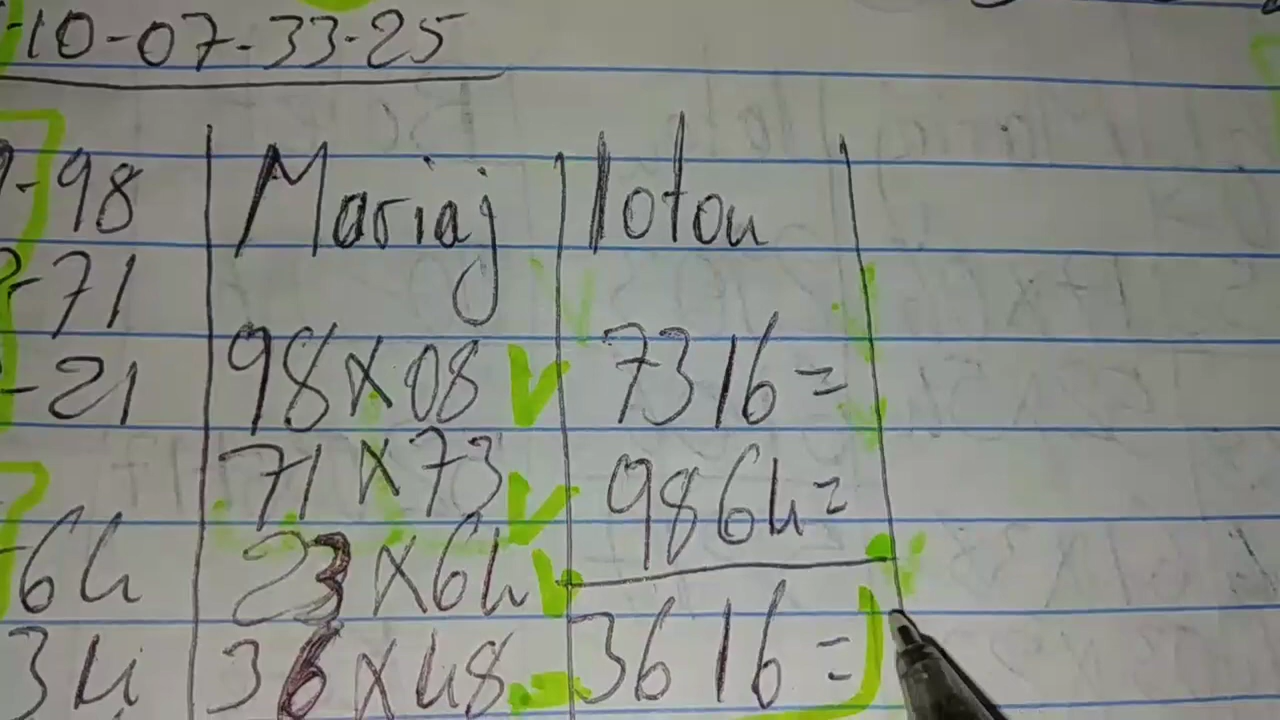 10-07-33-25
-98 Mariaj lotou
-71
-21 98X08 7316=
71X73 9864=
-64 23X64
34 36X48 3616=